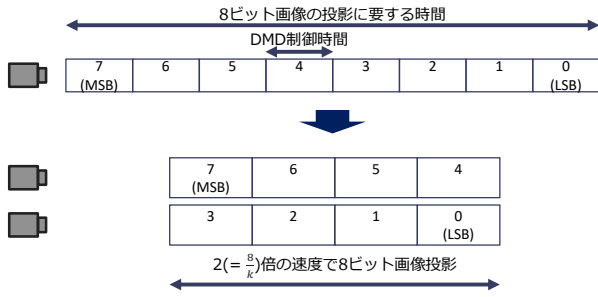 8ビット画像の投影に要する時間
DMD制御時間
7 6 5 4 3 2 1 0
(MSB) (LSB)
7 6 5 4
(MSB)
3 2 1 0
(LSB)
2(= 8/k)倍の速度で8ビット画像投影